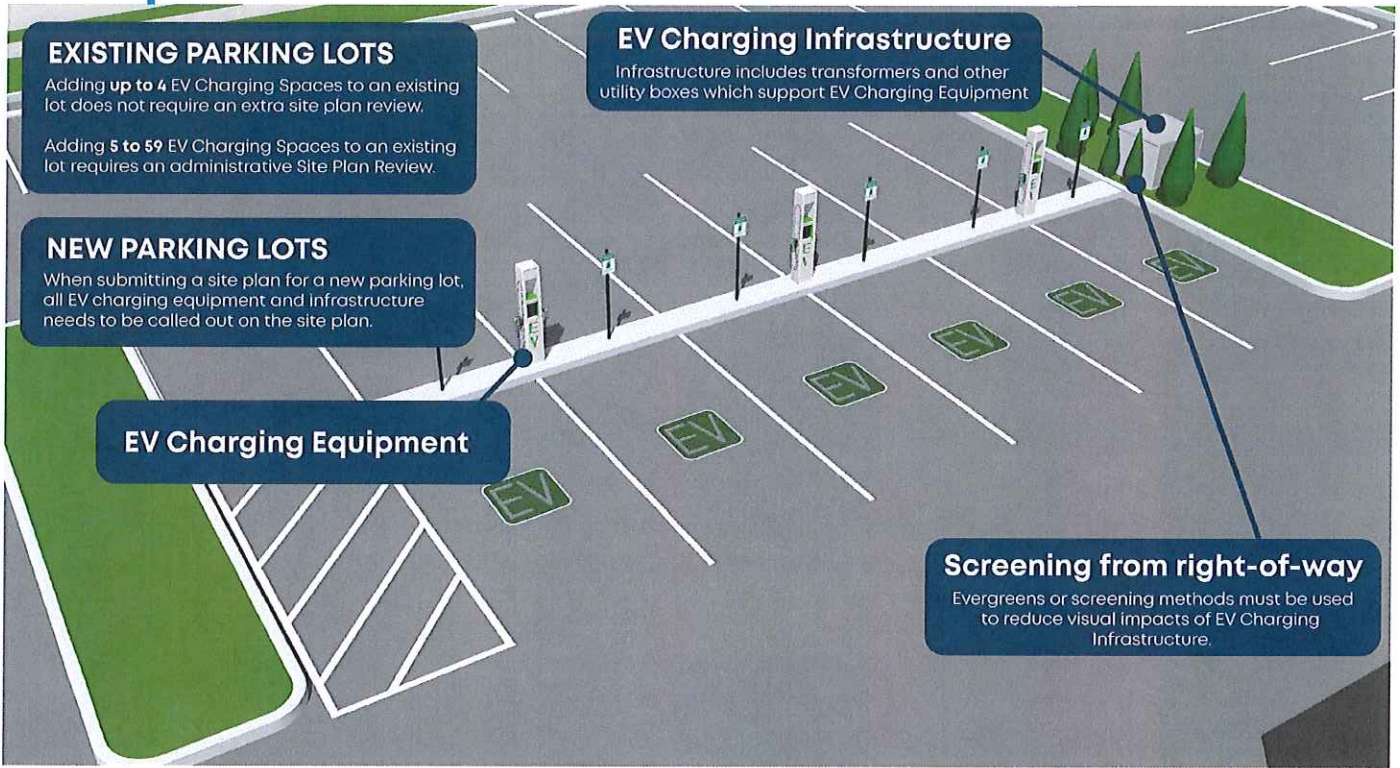 EXISTING PARKING LOTS
Adding up to 4 EV Charging Spaces to an existing
lot does not require an extra site plan review.
Adding 5 to 59 EV Charging Spaces to an existing
lot requires an administrative Site Plan Review.
NEW PARKING LOTS
When submitting a site plan for a new parking lot,
all EV charging equipment and infrastructure
needs to be called out on the site plan.
EV Charging Equipment
EV Charging Infrastructure
Infrastructure includes transformers and other
utility boxes which support EV Charging Equipment
Screening from right-of-way
Evergreens or screening methods must be used
to reduce visual impacts of EV Charging
Infrastructure.
EV
EV
EV
EV
EV
EV
EV
EV
EV